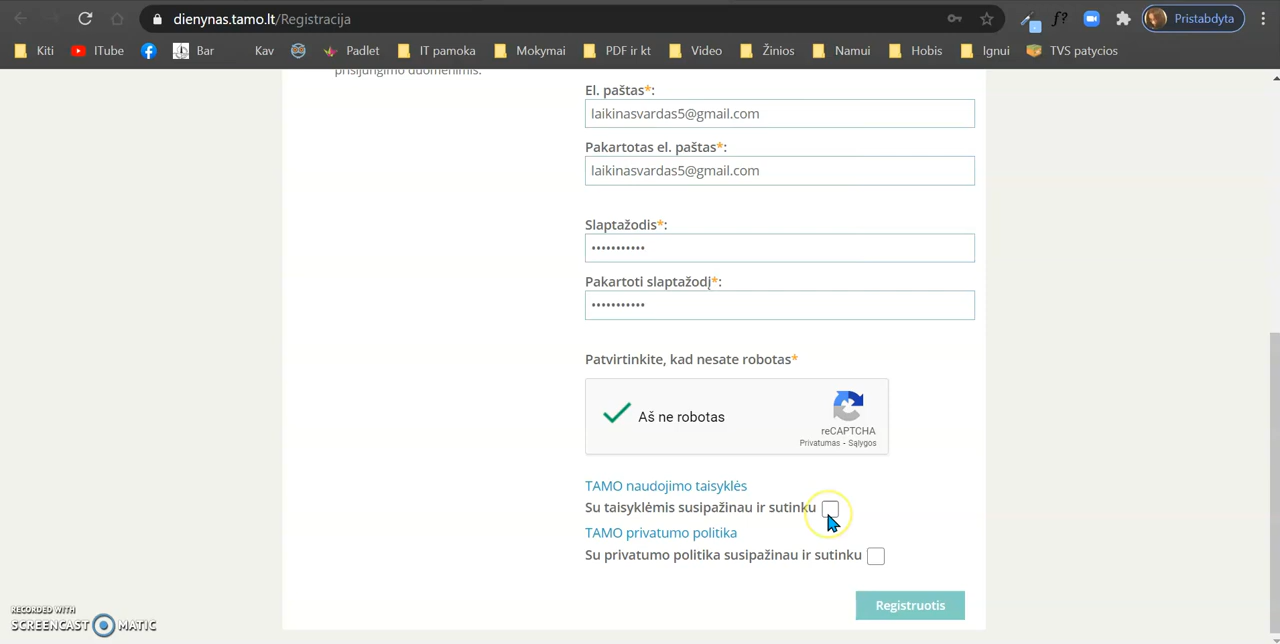 dienynas.tamo.lt/Registracija
Pristabdyta
Kiti
ITube
Bar
Kav
Padlet
IT pamoka
Mokymai
PDF ir kt
Video
Žinios
Namui
Hobis
Ignui
TVS patycios
prisijungimo duomenimis.
El. paštas*:
laikinasvardas5@gmail.com
Pakartotas el. paštas*:
laikinasvardas5@gmail.com
Slaptažodis*:
•••••••••••
Pakartoti slaptažodį*:
•••••••••••
Patvirtinkite, kad nesate robotas*
Aš ne robotas
reCAPTCHA
Privatumas - Sąlygos
TAMO naudojimo taisyklės
Su taisyklėmis susipažinau ir sutinku
TAMO privatumo politika
Su privatumo politika susipažinau ir sutinku
Registruotis
RECORDED WITH
SCREENCAST MATIC